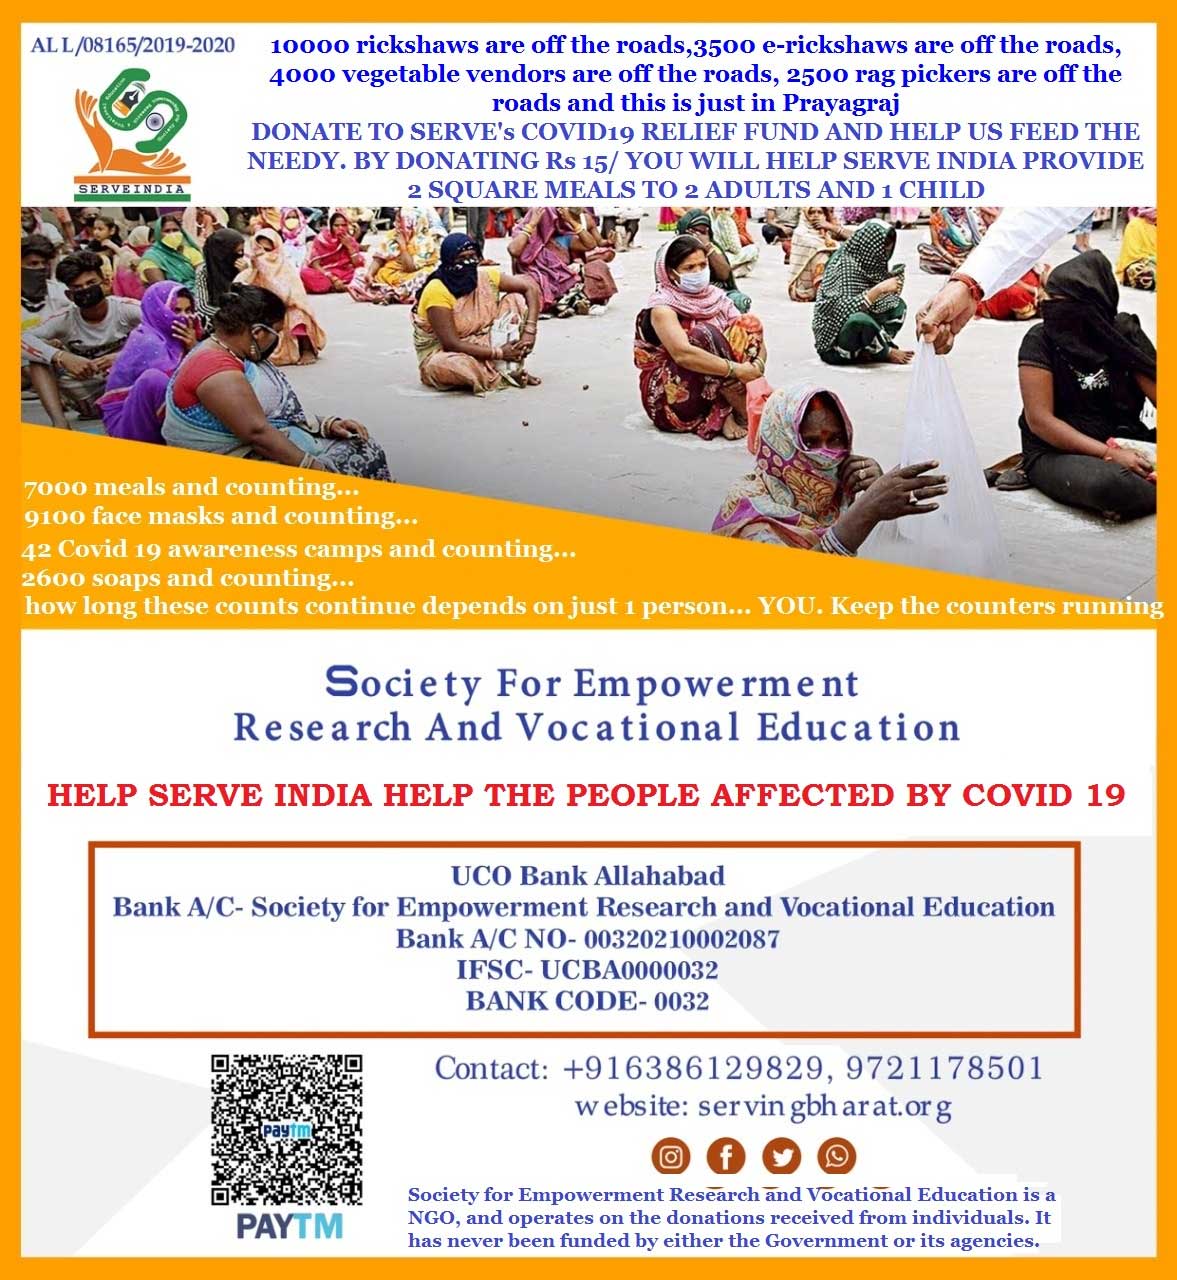 ALL/08165/2019-2020
SERVEINDIA
10000 rickshaws are off the roads,3500 e-rickshaws are off the roads,
4000 vegetable vendors are off the roads, 2500 rag pickers are off the
roads and this is just in Prayagraj
DONATE TO SERVE's COVID19 RELIEF FUND AND HELP US FEED THE
NEEDY. BY DONATING Rs 15/ YOU WILL HELP SERVE INDIA PROVIDE
2 SQUARE MEALS TO 2 ADULTS AND 1 CHILD
7000 meals and counting...
9100 face masks and counting...
42 Covid 19 awareness camps and counting...
2600 soaps and counting...
how long these counts continue depends on just 1 person... YOU. Keep the counters running
Society For Empowerment
Research And Vocational Education
HELP SERVE INDIA HELP THE PEOPLE AFFECTED BY COVID 19
UCO Bank Allahabad
Bank A/C- Society for Empowerment Research and Vocational Education
Bank A/C NO- 00320210002087
IFSC- UCBA0000032
BANK CODE- 0032
Contact: +916386129829, 9721178501
website: servingbharat.org
paytm
PAYTM
Society for Empowerment Research and Vocational Education is a
NGO, and operates on the donations received from individuals. It
has never been funded by either the Government or its agencies.